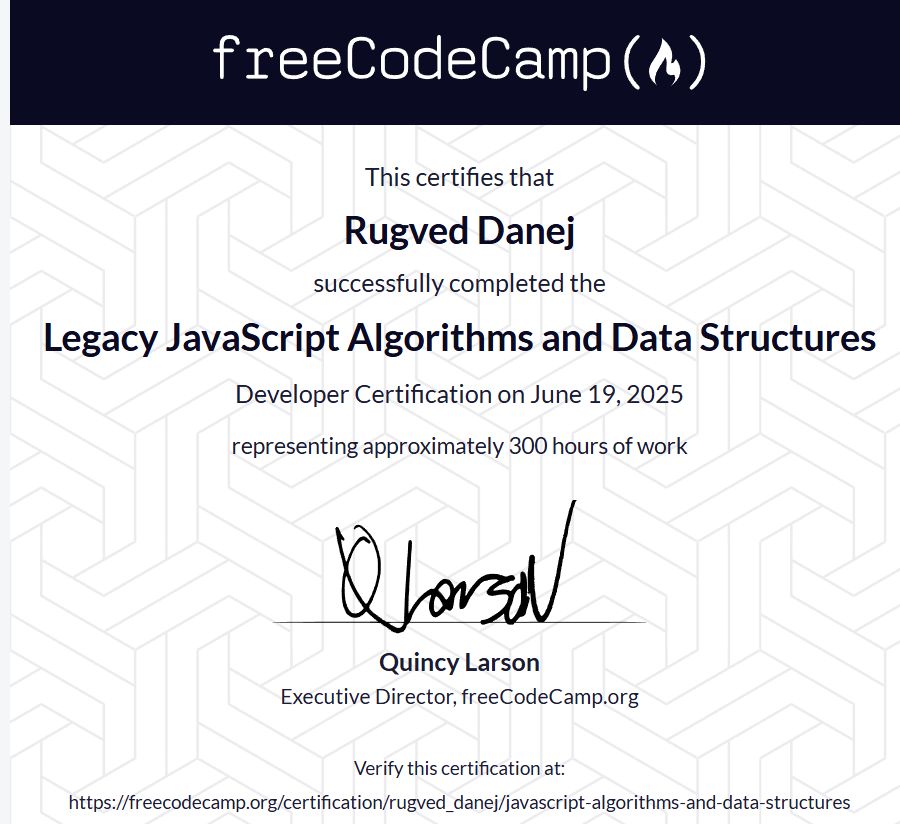 freeCodeCamp
This certifies that
Rugved Danej
successfully completed the
Legacy JavaScript Algorithms and Data Structures
Developer Certification on June 19, 2025
representing approximately 300 hours of work
QLarson
Quincy Larson
Executive Director, freeCodeCamp.org
Verify this certification at:
https://freecodecamp.org/certification/rugved_danej/javascript-algorithms-and-data-structures